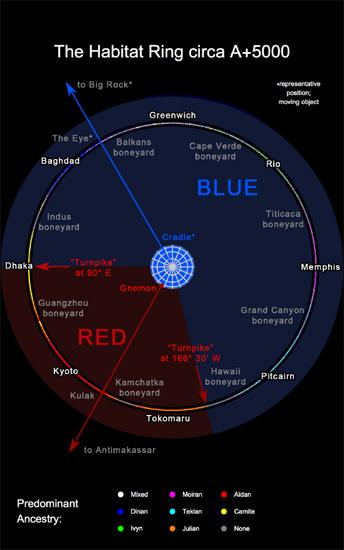 The Habitat Ring circa A+5000
to Big Rock*
*representative
position;
moving object
Greenwich
The Eye*
Balkans
boneyard
Cape Verde
boneyard
Baghdad
Rio
BLUE
Indus
boneyard
Titicaca
boneyard
Cradle*
Dhaka
"Turnpike"
at 90° E
Memphis
Gnomon
Guangzhou
boneyard
Grand Canyon
boneyard
RED
"Turnpike"
at 166° 30' W
Kyoto
Hawaii
boneyard
Pitcairn
Kulak
Kamchatka
boneyard
Tokomaru
to Antimakassar
Predominant
Ancestry:
Mixed
Moiran
Aïdan
Dinan
Teklan
Camite
Ivyn
Julian
None